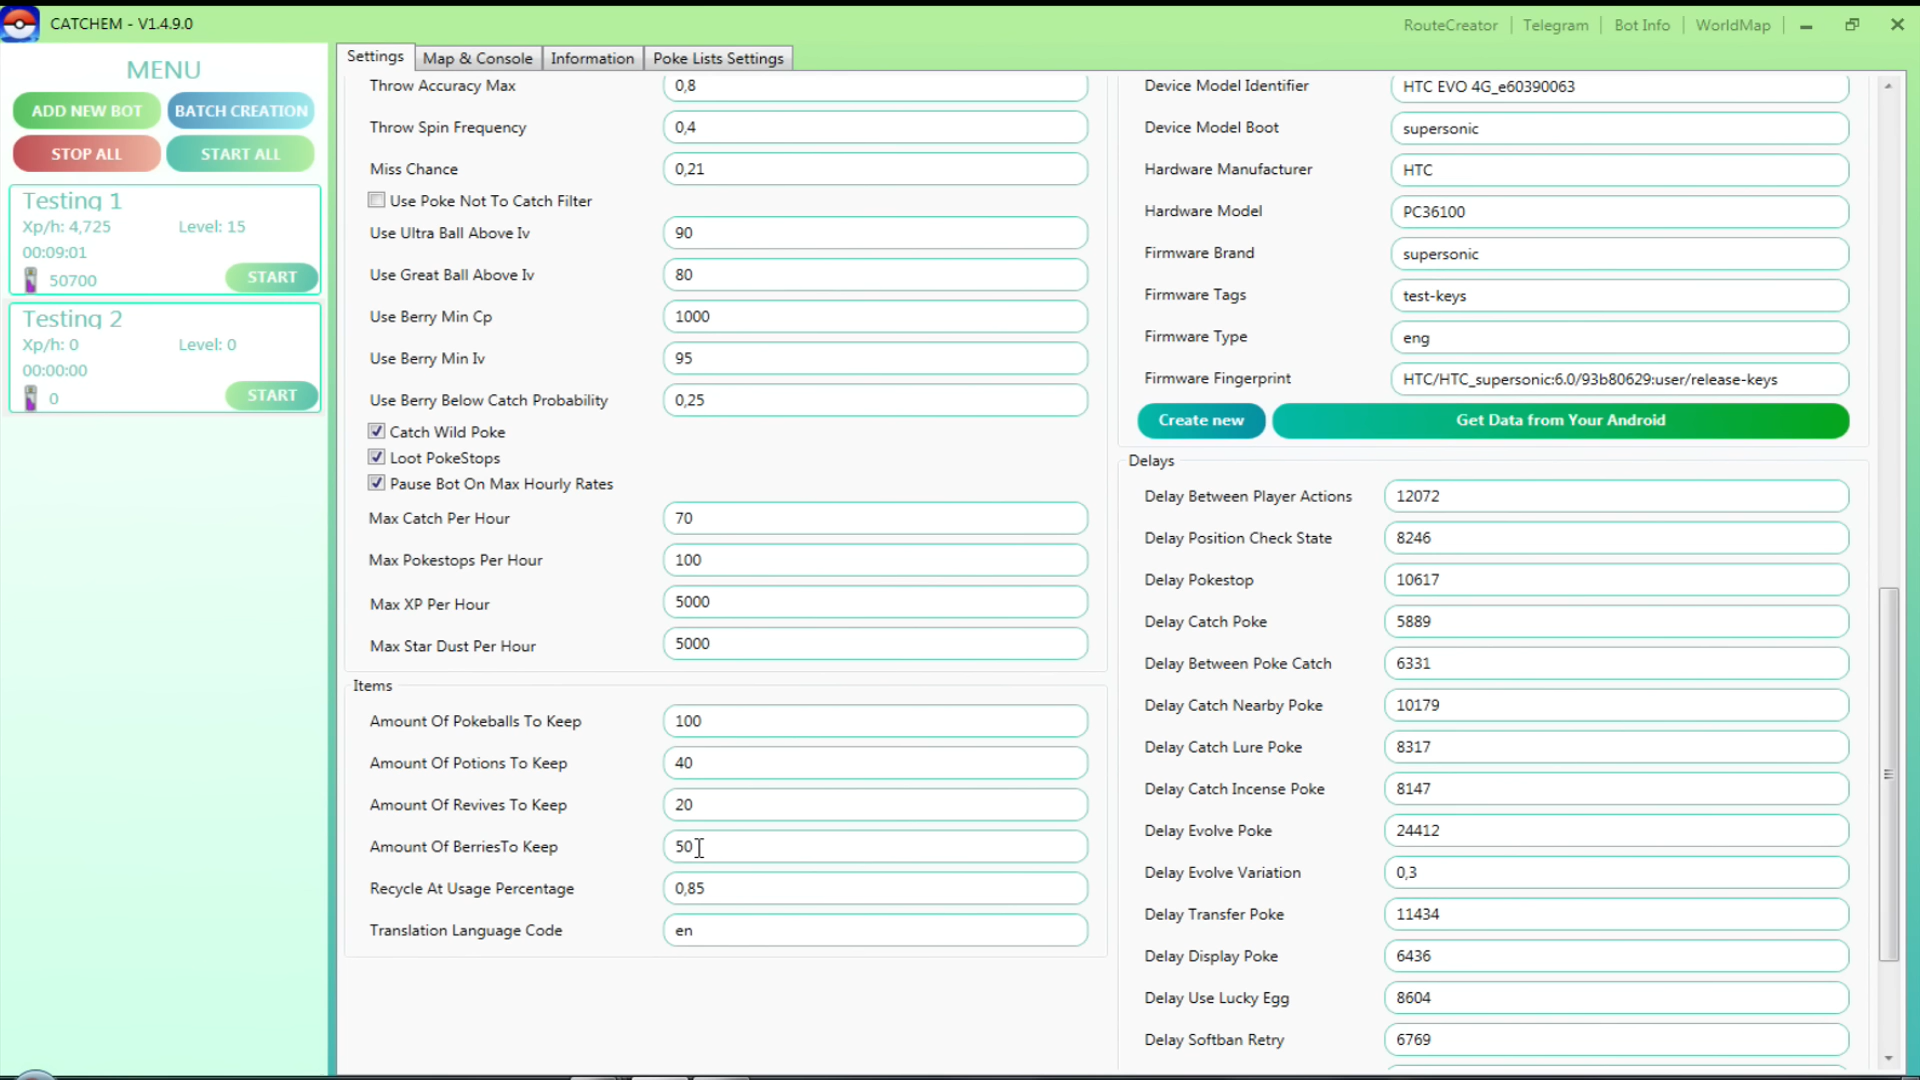 CATCHEM - V1.4.9.0
RouteCreator
Telegram
Bot Info
WorldMap
MENU
ADD NEW BOT
BATCH CREATION
STOP ALL
START ALL
Testing 1
Xp/h: 4,725
Level: 15
00:09:01
50700
START
Testing 2
Xp/h: 0
Level: 0
00:00:00
0
START
Settings
Map & Console
Information
Poke Lists Settings
Throw Accuracy Max
0,8
Throw Spin Frequency
0,4
Miss Chance
0,21
Use Poke Not To Catch Filter
Use Ultra Ball Above Iv
90
Use Great Ball Above Iv
80
Use Berry Min Cp
1000
Use Berry Min Iv
95
Use Berry Below Catch Probability
0,25
Catch Wild Poke
Loot PokeStops
Pause Bot On Max Hourly Rates
Max Catch Per Hour
70
Max Pokestops Per Hour
100
Max XP Per Hour
5000
Max Star Dust Per Hour
5000
Items
Amount Of Pokeballs To Keep
100
Amount Of Potions To Keep
40
Amount Of Revives To Keep
20
Amount Of BerriesTo Keep
50
Recycle At Usage Percentage
0,85
Translation Language Code
en
Device Model Identifier
HTC EVO 4G_e60390063
Device Model Boot
supersonic
Hardware Manufacturer
HTC
Hardware Model
PC36100
Firmware Brand
supersonic
Firmware Tags
test-keys
Firmware Type
eng
Firmware Fingerprint
HTC/HTC_supersonic:6.0/93b80629:user/release-keys
Create new
Get Data from Your Android
Delays
Delay Between Player Actions
12072
Delay Position Check State
8246
Delay Pokestop
10617
Delay Catch Poke
5889
Delay Between Poke Catch
6331
Delay Catch Nearby Poke
10179
Delay Catch Lure Poke
8317
Delay Catch Incense Poke
8147
Delay Evolve Poke
24412
Delay Evolve Variation
0,3
Delay Transfer Poke
11434
Delay Display Poke
6436
Delay Use Lucky Egg
8604
Delay Softban Retry
6769